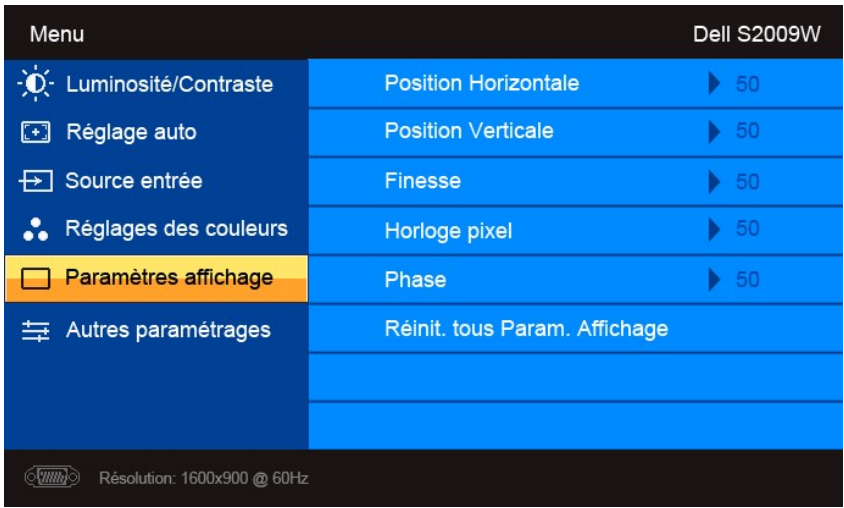 Menu Dell S2009W
Luminosité/Contraste Position Horizontale 50
Réglage auto Position Verticale 50
Source entrée Finesse 50
Réglages des couleurs Horloge pixel 50
Paramètres affichage Phase 50
Autres paramétrages Réinit. tous Param. Affichage
Résolution: 1600x900 @ 60Hz